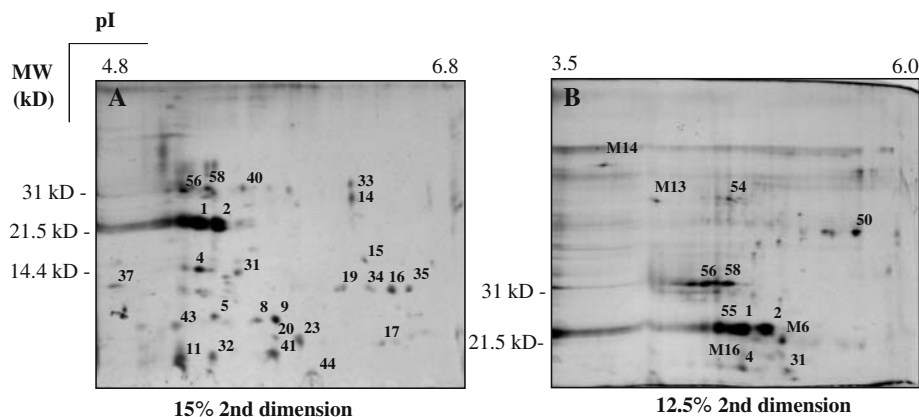 pI
MW
(kD)
4.8 6.8
3.5 6.0
A
B
56 58 40 33
14
31 kD -
1 2
21.5 kD -
15
4 31
14.4 kD -
37 19 34 16 35
5 8 9
43 20 23 17
11 32 41
44
15% 2nd dimension
M14
M13 54
50
56 58
31 kD -
55 1 2 M6
21.5 kD-
M16 4 31
12.5% 2nd dimension